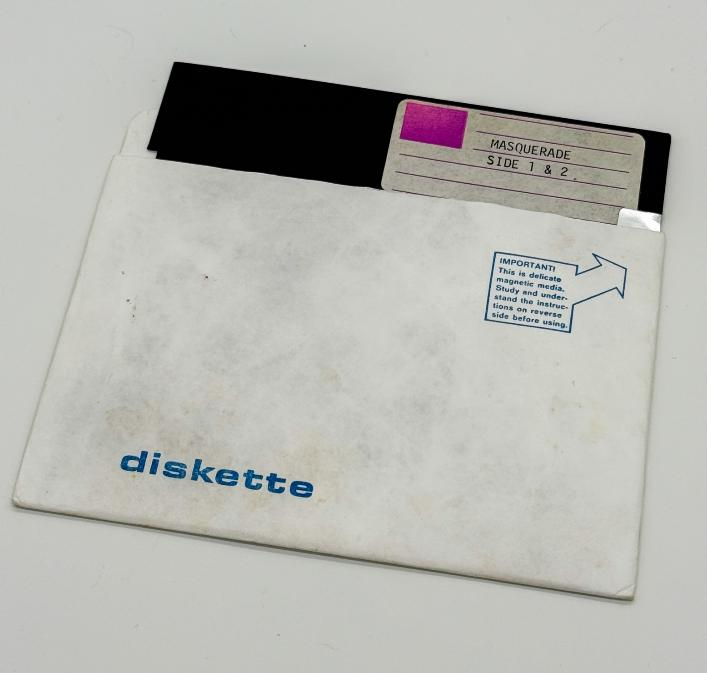 MASQUERADE
SIDE 1 & 2
IMPORTANT!
This is delicate
magnetic media.
Study and under-
stand the instruc-
tions on reverse
side before using.
diskette